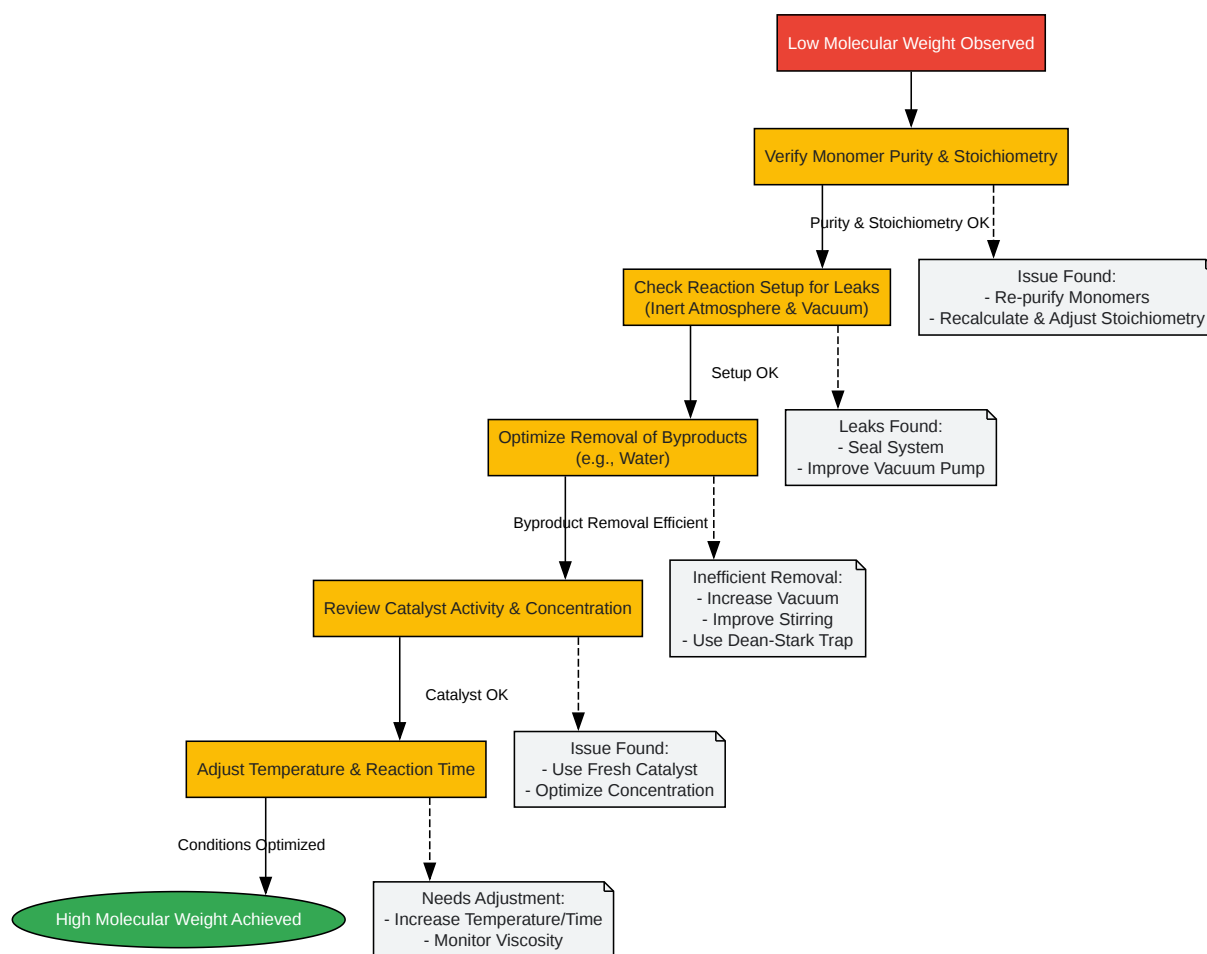 Low Molecular Weight Observed
Verify Monomer Purity & Stoichiometry
Purity & Stoichiometry OK
Issue Found:
- Re-purify Monomers
- Recalculate & Adjust Stoichiometry
Check Reaction Setup for Leaks
(Inert Atmosphere & Vacuum)
Setup OK
Leaks Found:
- Seal System
- Improve Vacuum Pump
Optimize Removal of Byproducts
(e.g., Water)
Byproduct Removal Efficient
Inefficient Removal:
- Increase Vacuum
- Improve Stirring
- Use Dean-Stark Trap
Review Catalyst Activity & Concentration
Catalyst OK
Issue Found:
- Use Fresh Catalyst
- Optimize Concentration
Adjust Temperature & Reaction Time
Conditions Optimized
Needs Adjustment:
- Increase Temperature/Time
- Monitor Viscosity
High Molecular Weight Achieved